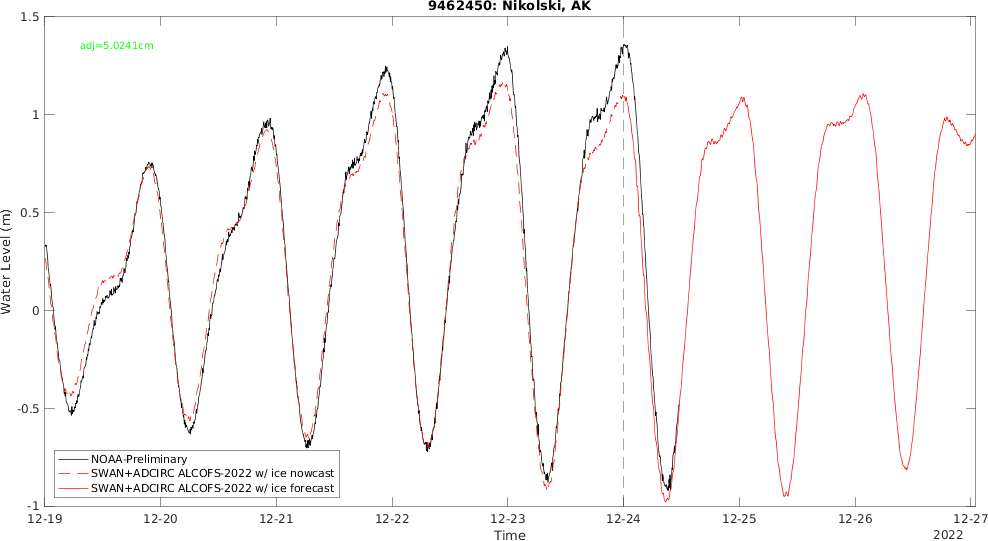 9462450: Nikolski, AK
1.5
adj=5.0241cm
1
0.5
0
-0.5
-1
Water Level (m)
NOAA-Preliminary
SWAN+ADCIRC ALCOFS-2022 w/ ice nowcast
SWAN+ADCIRC ALCOFS-2022 w/ ice forecast
12-19 12-20 12-21 12-22 12-23 12-24 12-25 12-26 12-27
Time
2022